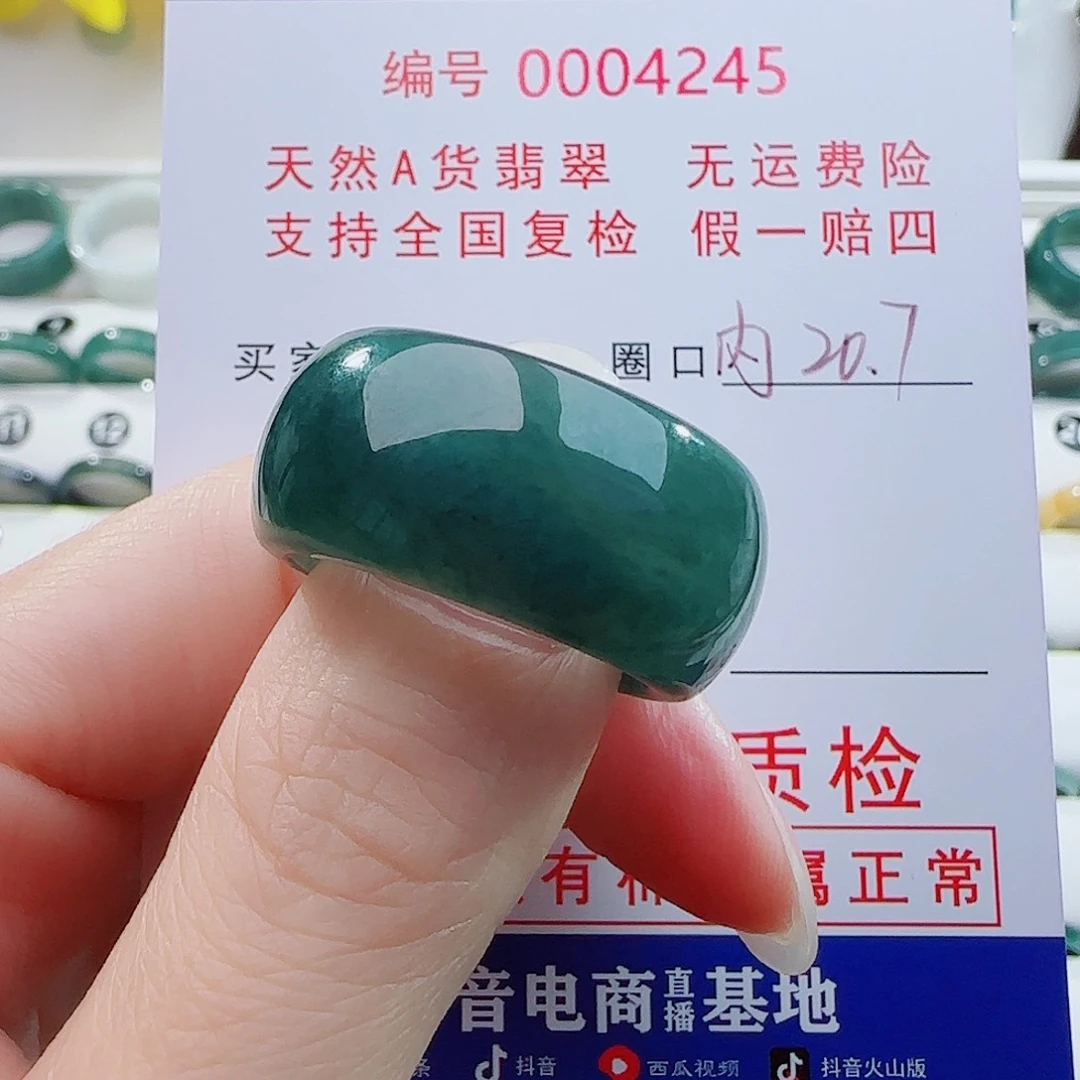 编号 0004245
天然A货翡翠 无运费险
支持全国复检 假一赔四
买家 圈口 内20.7
质检
有 属正常
音电商直播基地
条 抖音 西瓜视频 抖音火山版